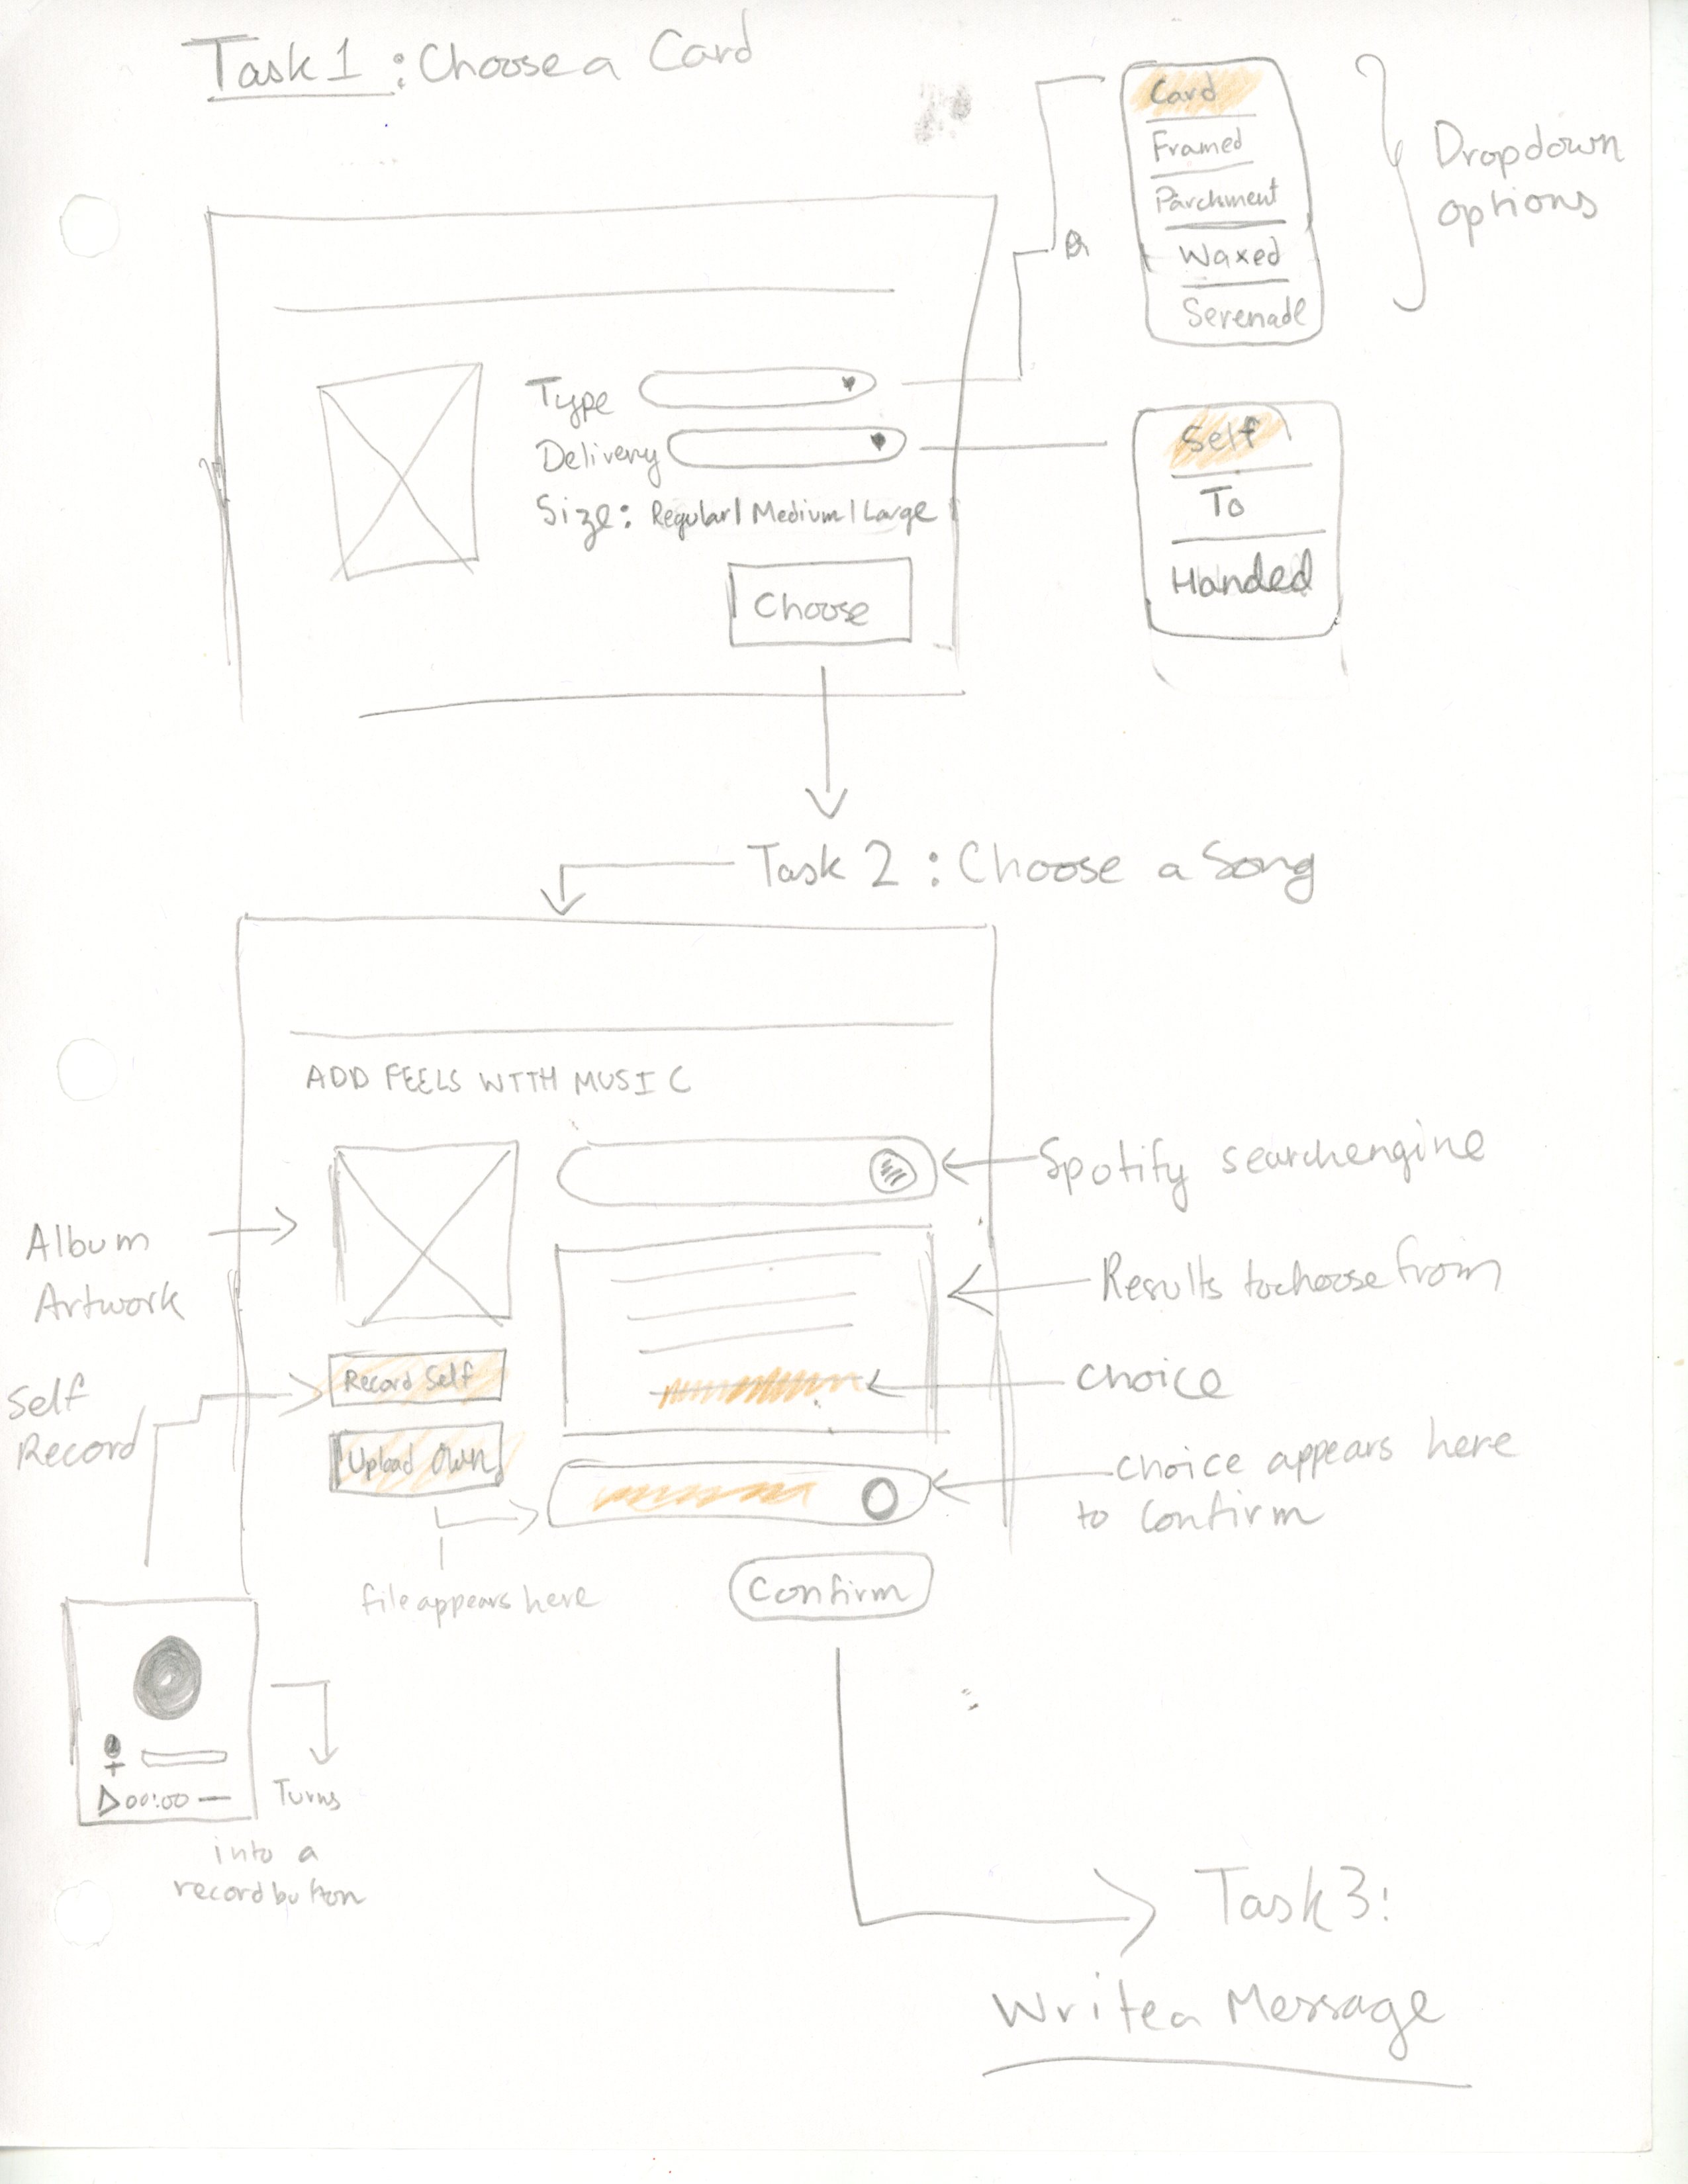 Task 1 : Choose a Card
Card
Framed
Parchment
Waxed
Serenade
Dropdown
options
Type
Delivery
Size: Regular | Medium | Large
Choose
Self
To
Handed
Task 2 : Choose a Song
ADD FEELS WITH MUSIC
Spotify searchengine
Album
Artwork
Results to choose from
Record Self
Self
Record
Choice
Upload Own
Choice appears here
to Confirm
file appears here
Confirm
00:00
Turns
into a
record button
Task 3:
Write a Message